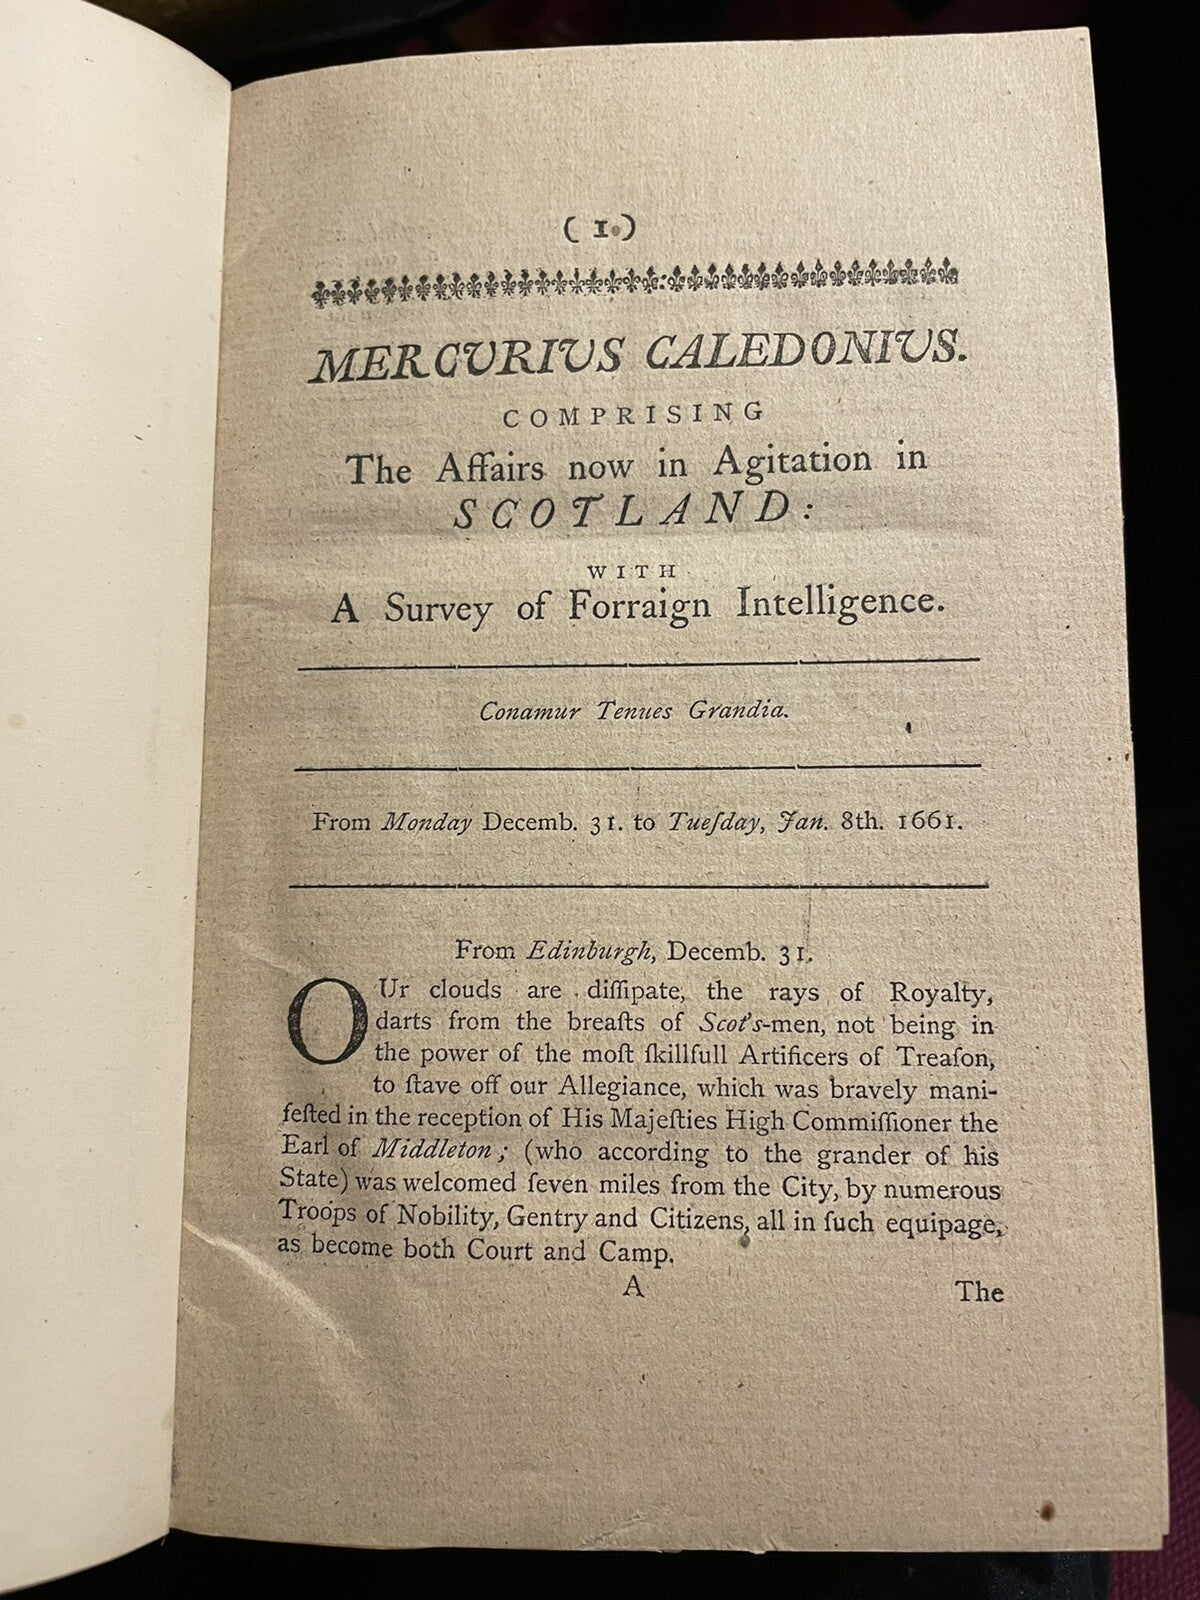 ( 1. )
MERCURIUS CALEDONIUS.
COMPRISING
The Affairs now in Agitation in
SCOTLAND:
WITH
A Survey of Forraign Intelligence.
Conamur Tenues Grandia.
From Monday Decemb. 31. to Tueſday, Jan. 8th. 1661.
From Edinburgh, Decemb. 31.
OUr clouds are diſſipate, the rays of Royalty,
darts from the breaſts of Scot's-men, not being in
the power of the moſt ſkillfull Artificers of Treaſon,
to ſtave off our Allegiance, which was bravely mani-
feſted in the reception of His Majeſties High Commiſſioner the
Earl of Middleton; (who according to the grander of his
State) was welcomed ſeven miles from the City, by numerous
Troops of Nobility, Gentry and Citizens, all in ſuch equipage,
as become both Court and Camp.
A
The